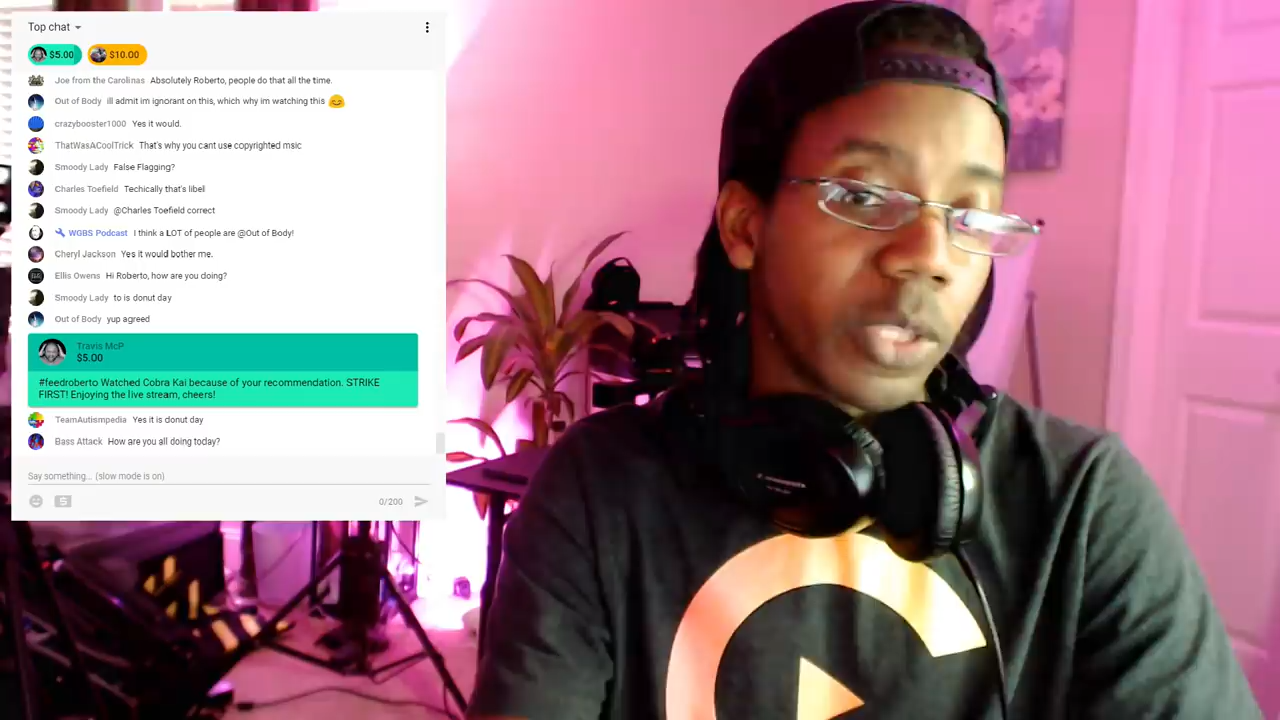 Top chat
$5.00 $10.00
Joe from the Carolinas Absolutely Roberto, people do that all the time.
Out of Body ill admit im ignorant on this, which why im watching this
crazybooster1000 Yes it would.
ThatWasACoolTrick That's why you cant use copyrighted msic
Smoody Lady False Flagging?
Charles Toefield Techically that's libel
Smoody Lady @Charles Toefield correct
WGBS Podcast I think a LOT of people are @Out of Body!
Cheryl Jackson Yes it would bother me.
Ellis Owens Hi Roberto, how are you doing?
Smoody Lady to is donut day
Out of Body yup agreed
Travis McP
$5.00
#feedroberto Watched Cobra Kai because of your recommendation. STRIKE
FIRST! Enjoying the live stream, cheers!
TeamAutismpedia Yes it is donut day
Bass Attack How are you all doing today?
Say something... (slow mode is on)
0/200